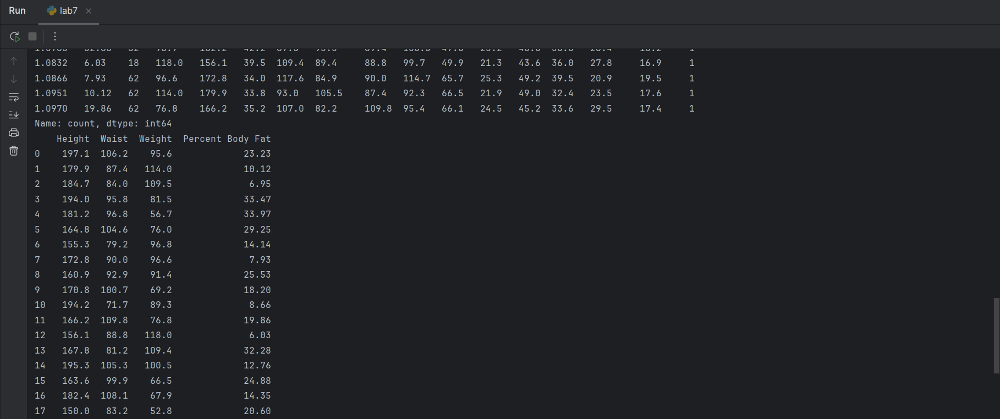 Run lab7
1.0832 6.03 18 118.0 156.1 39.5 109.4 89.4 88.8 99.7 49.9 21.3 43.6 36.0 27.8 16.9 1
1.0866 7.93 62 96.6 172.8 34.0 117.6 84.9 90.0 114.7 65.7 25.3 49.2 39.5 20.9 19.5 1
1.0951 10.12 62 114.0 179.9 33.8 93.0 105.5 87.4 92.3 66.5 21.9 49.0 32.4 23.5 17.6 1
1.0970 19.86 62 76.8 166.2 35.2 107.0 82.2 109.8 95.4 66.1 24.5 45.2 33.6 29.5 17.4 1
Name: count, dtype: int64
Height Waist Weight Percent Body Fat
0 197.1 106.2 95.6 23.23
1 179.9 87.4 114.0 10.12
2 184.7 84.0 109.5 6.95
3 194.0 95.8 81.5 33.47
4 181.2 96.8 56.7 33.97
5 164.8 104.6 76.0 29.25
6 155.3 79.2 96.8 14.14
7 172.8 90.0 96.6 7.93
8 160.9 92.9 91.4 25.53
9 170.8 100.7 69.2 18.20
10 194.2 71.7 89.3 8.66
11 166.2 109.8 76.8 19.86
12 156.1 88.8 118.0 6.03
13 167.8 81.2 109.4 32.28
14 195.3 105.3 100.5 12.76
15 163.6 99.9 66.5 24.88
16 182.4 108.1 67.9 14.35
17 150.0 83.2 52.8 20.60